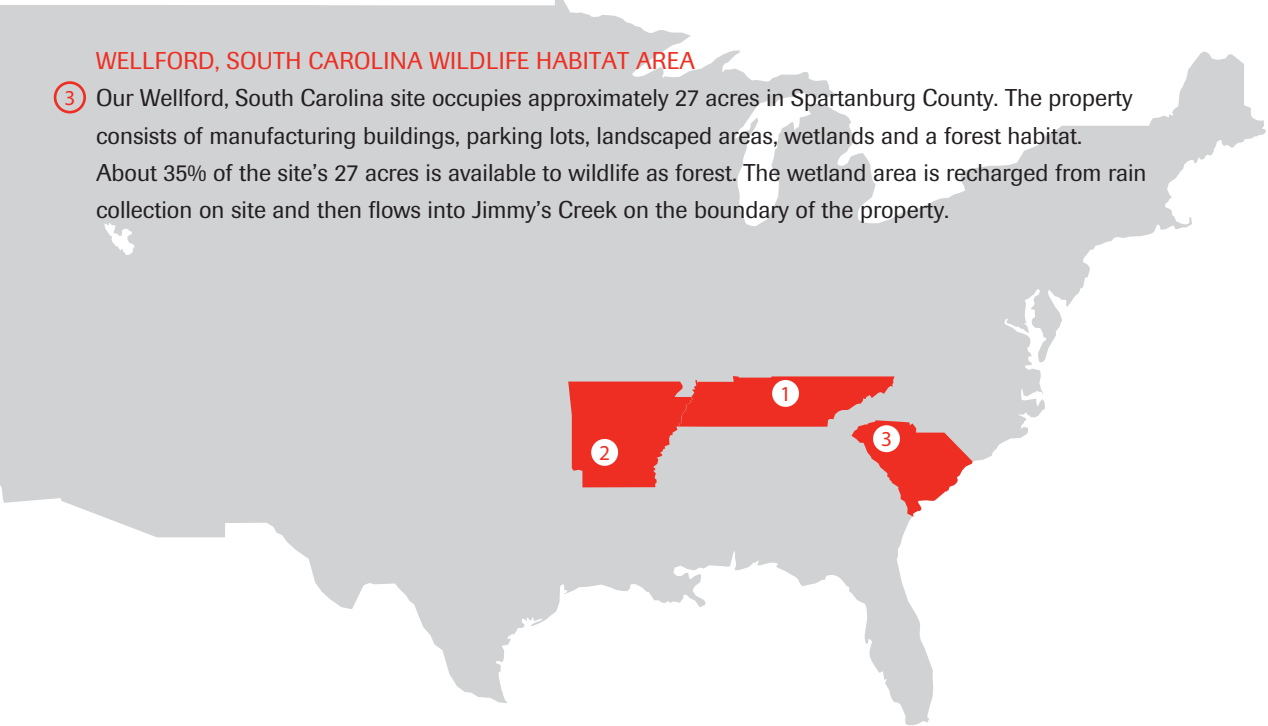 WELLFORD, SOUTH CAROLINA WILDLIFE HABITAT AREA
3 Our Wellford, South Carolina site occupies approximately 27 acres in Spartanburg County. The property
consists of manufacturing buildings, parking lots, landscaped areas, wetlands and a forest habitat.
About 35% of the site's 27 acres is available to wildlife as forest. The wetland area is recharged from rain
collection on site and then flows into Jimmy's Creek on the boundary of the property.
1
2
3